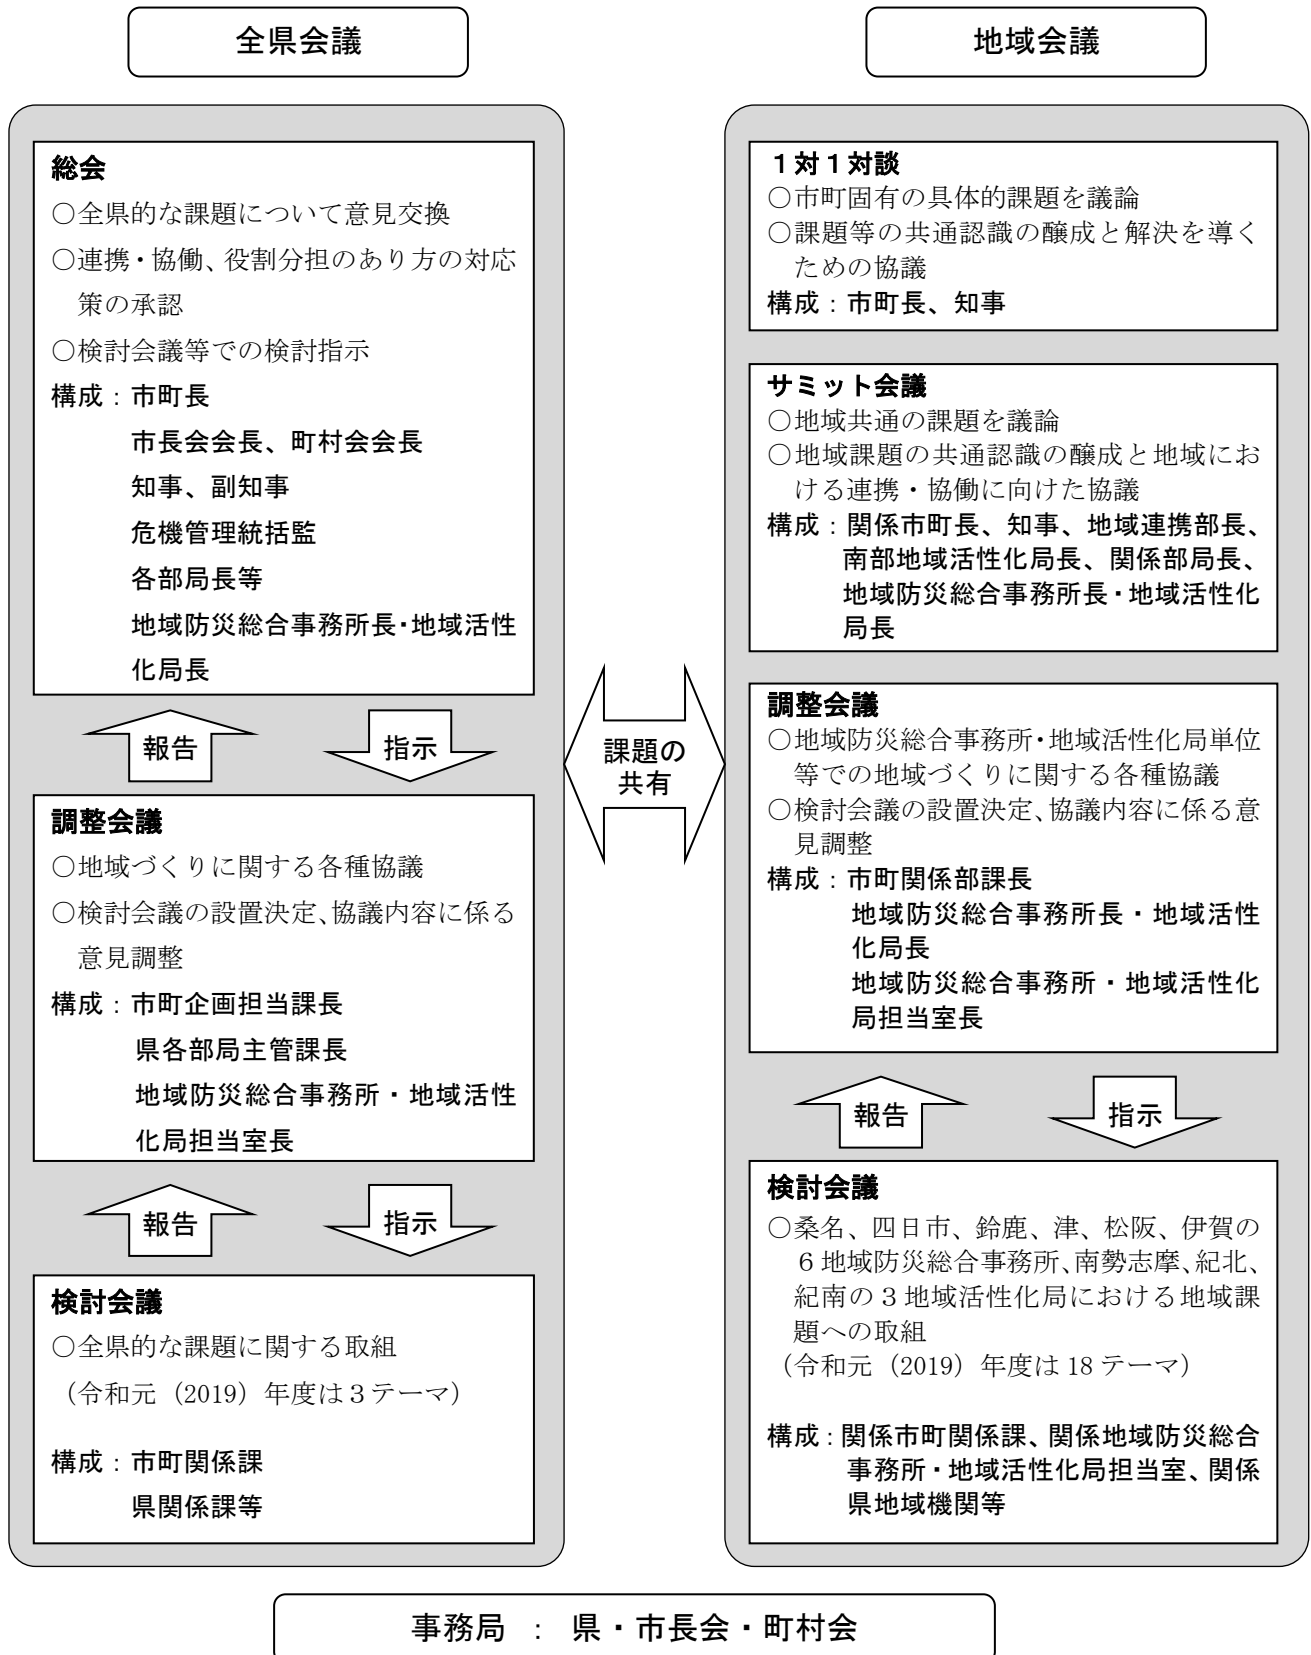 全県会議
総会
○全県的な課題について意見交換
○連携・協働、役割分担のあり方の対応
策の承認
○検討会議等での検討指示
構成：市町長
市長会会長、町村会会長
知事、副知事
危機管理統括監
各部局長等
地域防災総合事務所長・地域活性
化局長
報告
指示
調整会議
○地域づくりに関する各種協議
○検討会議の設置決定、協議内容に係る
意見調整
構成：市町企画担当課長
県各部局主管課長
地域防災総合事務所・地域活性
化局担当室長
報告
指示
検討会議
○全県的な課題に関する取組
（令和元（2019）年度は３テーマ）
構成：市町関係課
県関係課等
課題の
共有
地域会議
１対１対談
○市町固有の具体的課題を議論
○課題等の共通認識の醸成と解決を導く
ための協議
構成：市町長、知事
サミット会議
○地域共通の課題を議論
○地域課題の共通認識の醸成と地域にお
ける連携・協働に向けた協議
構成：関係市町長、知事、地域連携部長、
南部地域活性化局長、関係部局長、
地域防災総合事務所長・地域活性化
局長
調整会議
○地域防災総合事務所・地域活性化局単位
等での地域づくりに関する各種協議
○検討会議の設置決定、協議内容に係る意
見調整
構成：市町関係部課長
地域防災総合事務所長・地域活性
化局長
地域防災総合事務所・地域活性化
局担当室長
報告
指示
検討会議
○桑名、四日市、鈴鹿、津、松阪、伊賀の
６地域防災総合事務所、南勢志摩、紀北、
紀南の３地域活性化局における地域課
題への取組
（令和元（2019）年度は 18 テーマ）
構成：関係市町関係課、関係地域防災総合
事務所・地域活性化局担当室、関係
県地域機関等
事務局　：　県・市長会・町村会